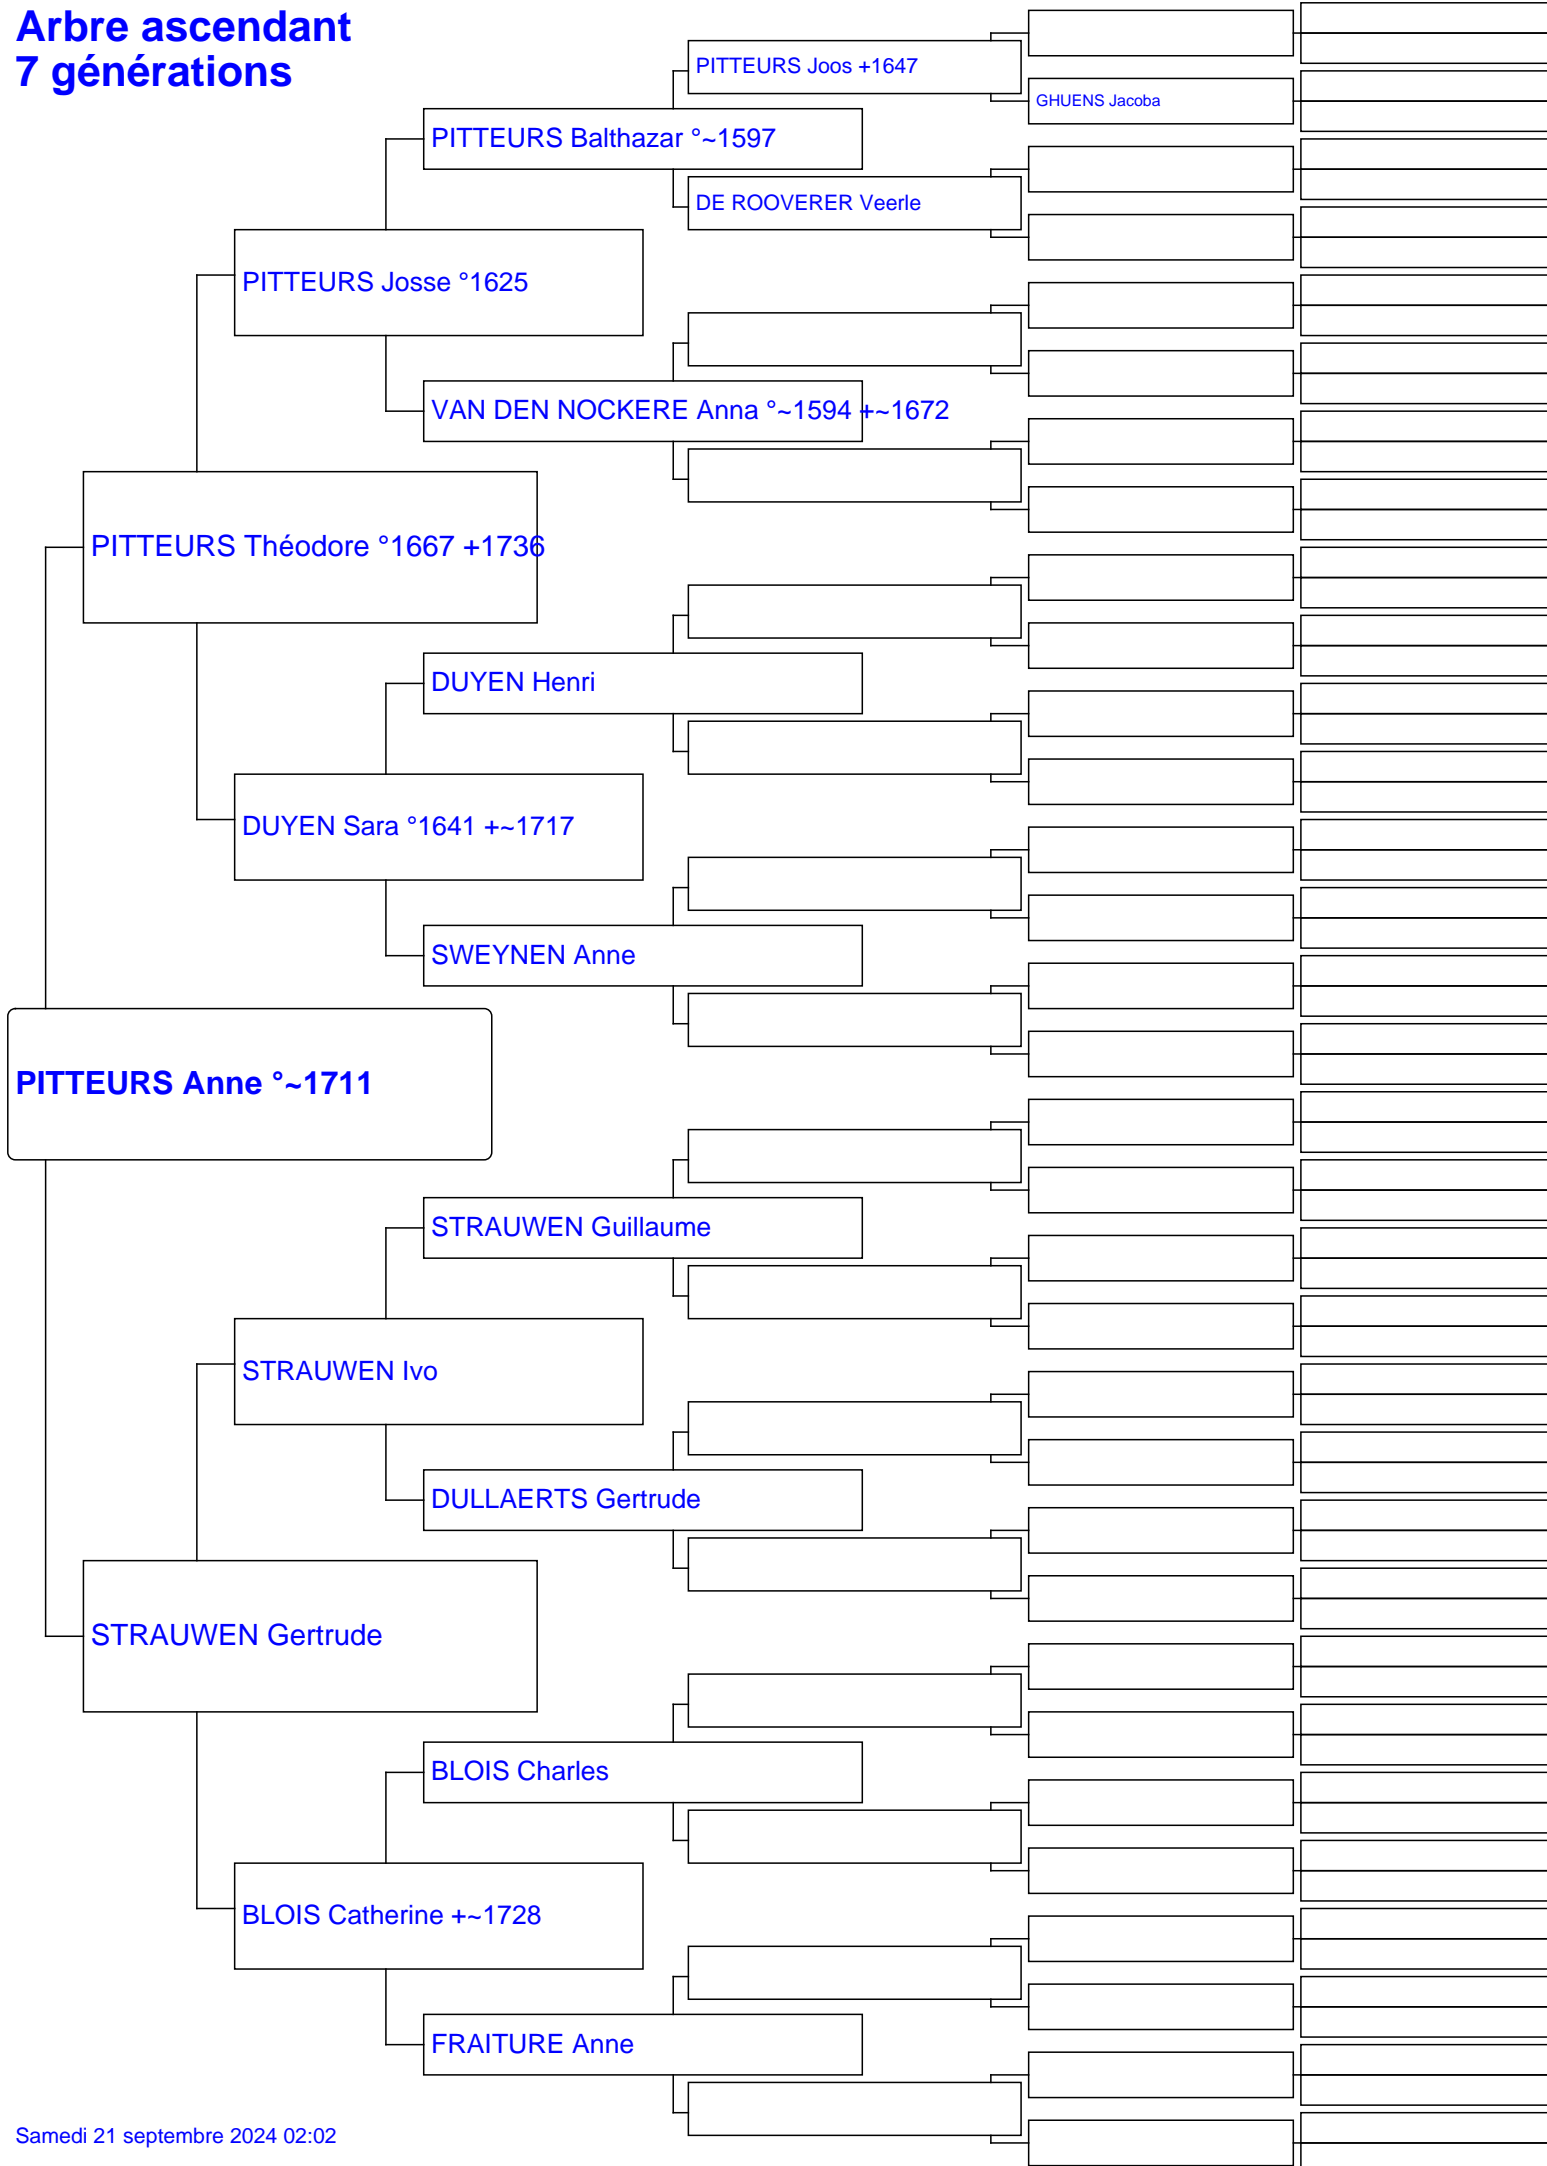 Arbre ascendant
7 générations
PITTEURS Joos +1647
GHUENS Jacoba
PITTEURS Balthazar °~1597
DE ROOVERER Veerle
PITTEURS Josse °1625
VAN DEN NOCKERE Anna °~1594 +~1672
PITTEURS Théodore °1667 +1736
DUYEN Henri
DUYEN Sara °1641 +~1717
SWEYNEN Anne
PITTEURS Anne °~1711
STRAUWEN Guillaume
STRAUWEN Ivo
DULLAERTS Gertrude
STRAUWEN Gertrude
BLOIS Charles
BLOIS Catherine +~1728
FRAITURE Anne
Samedi 21 septembre 2024 02:02